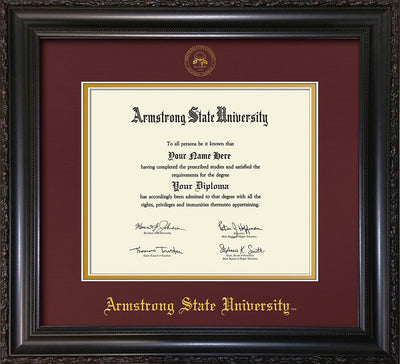 Armstrong State University
To all persons be it known that
Your Name Here
having completed the prescribed studies and satisfied the
requirements for the degree
Your Diploma
has accordingly been admitted to that degree with all the
rights, privileges and immunities thereunto appertaining.
Armstrong State University